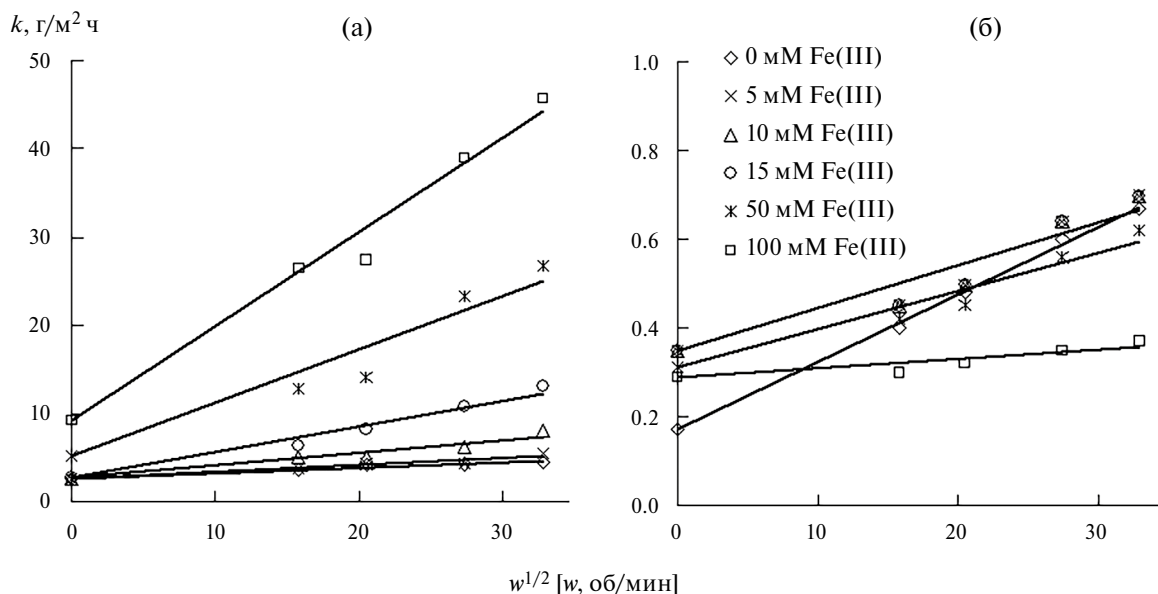 k, г/м² ч
(а)
50
40
30
20
10
0
0
10
20
30
(б)
1.0
0.8
0.6
0.4
0.2
0.0
0
10
20
30
0 мМ Fe(III)
5 мМ Fe(III)
10 мМ Fe(III)
15 мМ Fe(III)
50 мМ Fe(III)
100 мМ Fe(III)
w^{1/2} [w, об/мин]